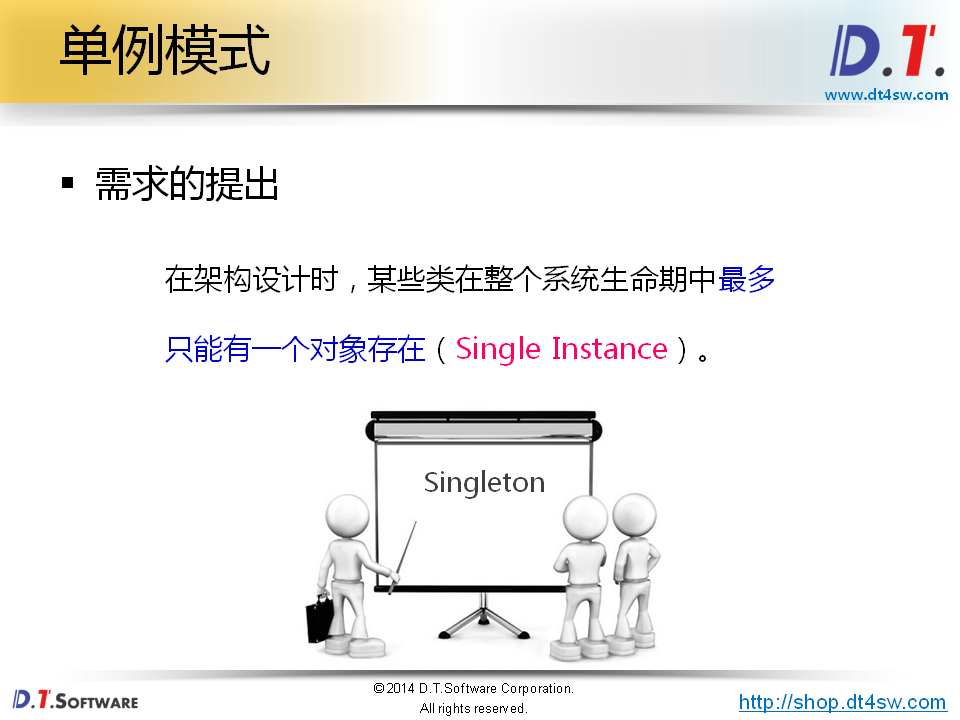 单例模式
D.T.
www.dt4sw.com
需求的提出
在架构设计时，某些类在整个系统生命期中最多
只能有一个对象存在（Single Instance）。
Singleton
D.T.SOFTWARE
©2014 D.T.Software Corporation.
All rights reserved.
http://shop.dt4sw.com